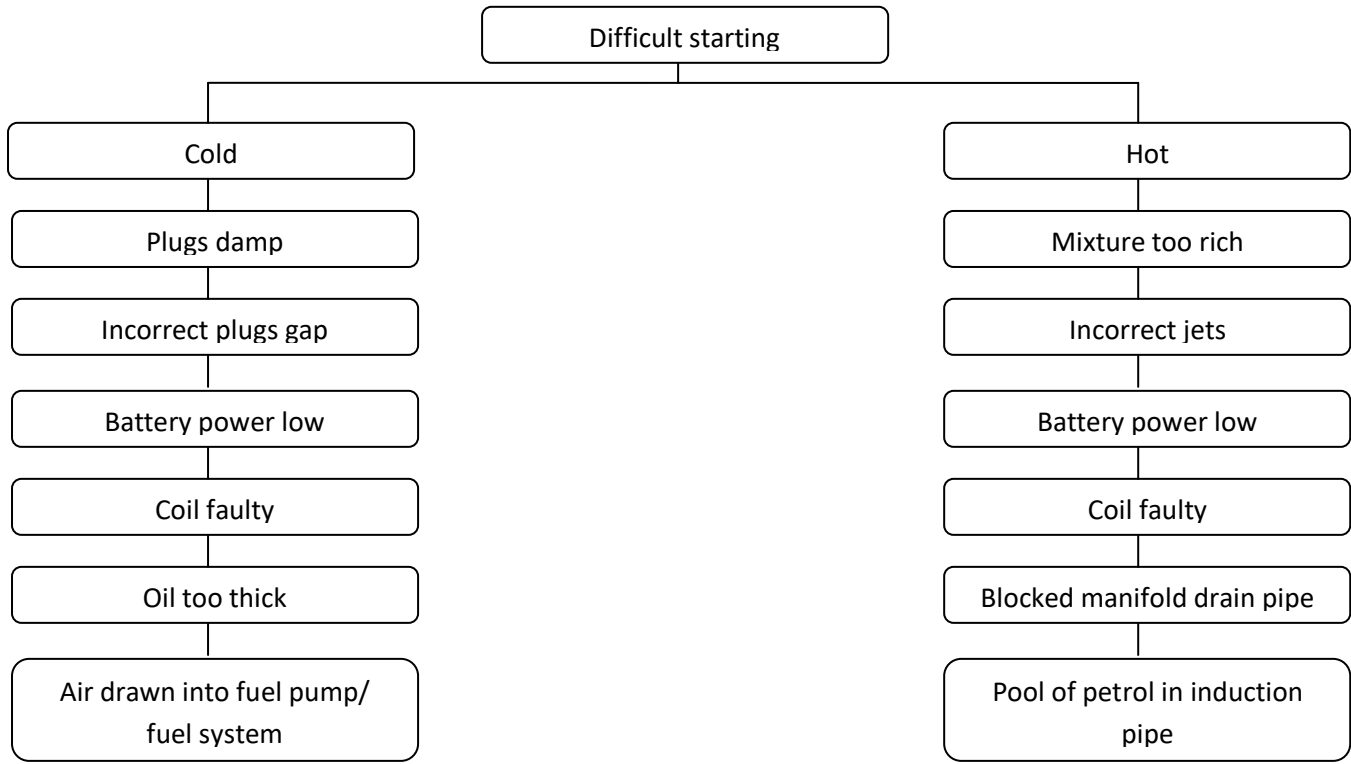 Difficult starting
Cold
Plugs damp
Incorrect plugs gap
Battery power low
Coil faulty
Oil too thick
Air drawn into fuel pump/
fuel system
Hot
Mixture too rich
Incorrect jets
Battery power low
Coil faulty
Blocked manifold drain pipe
Pool of petrol in induction
pipe